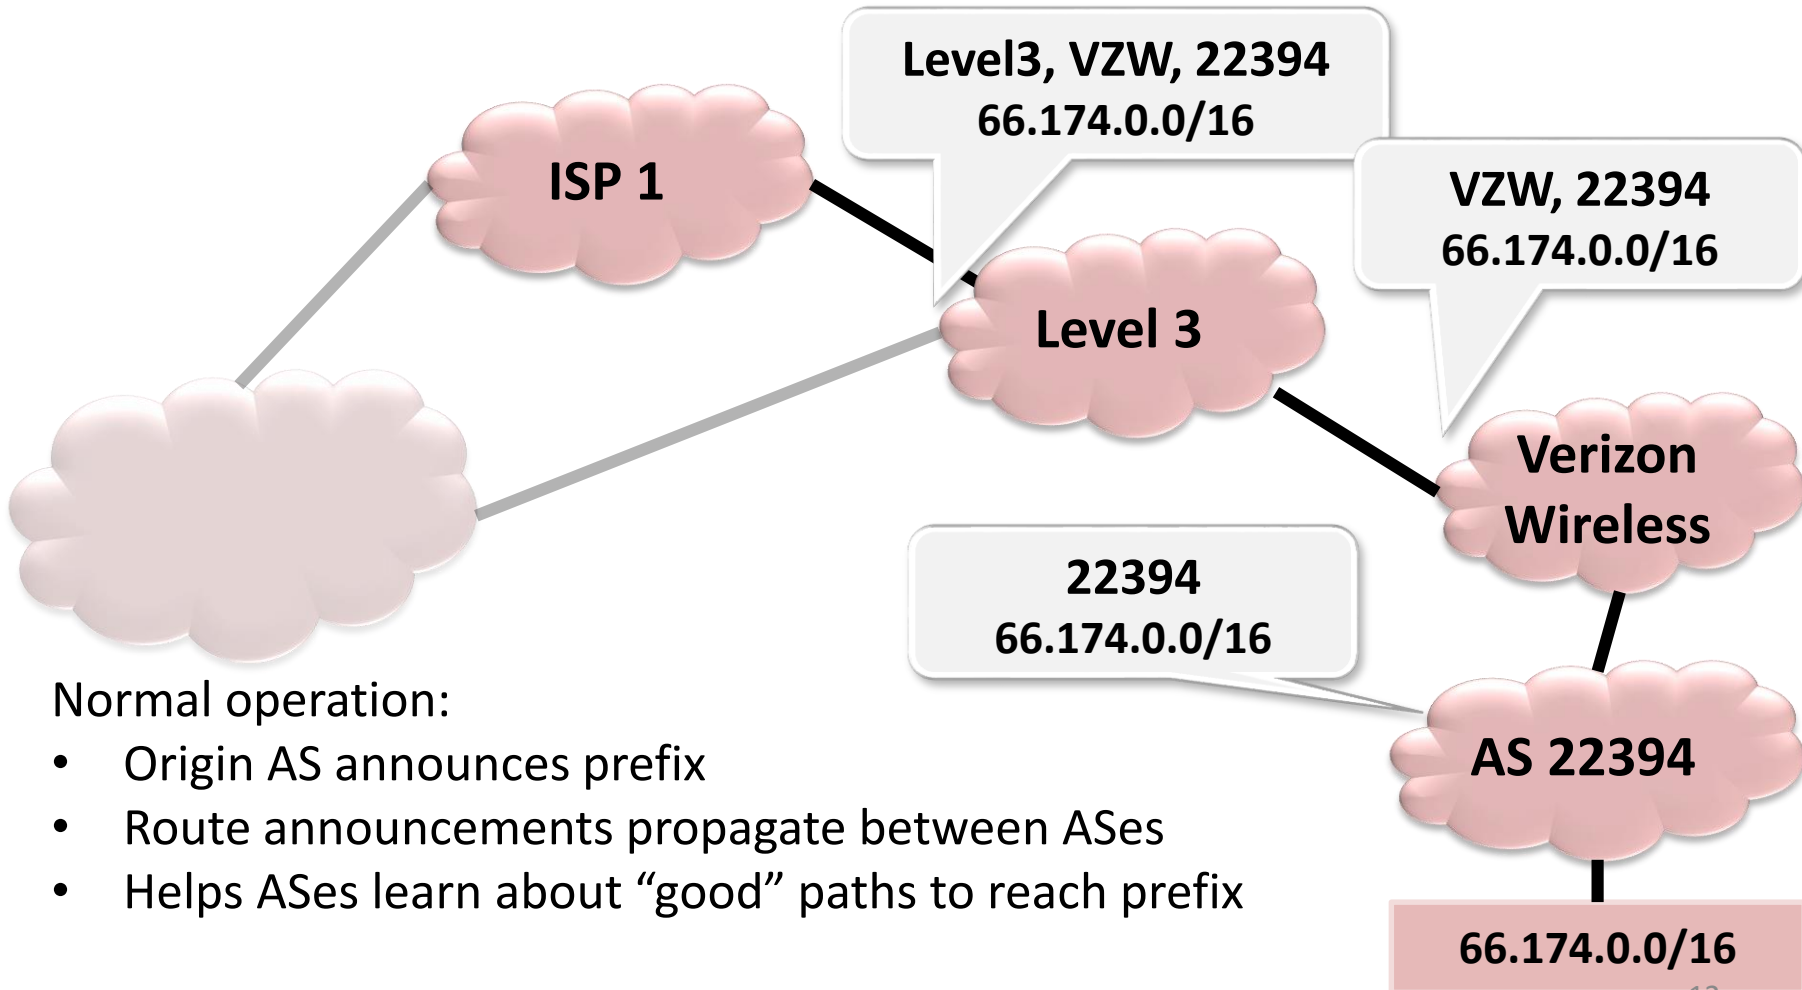 Level3, VZW, 22394
66.174.0.0/16
ISP 1
VZW, 22394
66.174.0.0/16
Level 3
Verizon
Wireless
22394
66.174.0.0/16
AS 22394
Normal operation:
• Origin AS announces prefix
• Route announcements propagate between ASes
• Helps ASes learn about “good” paths to reach prefix
66.174.0.0/16